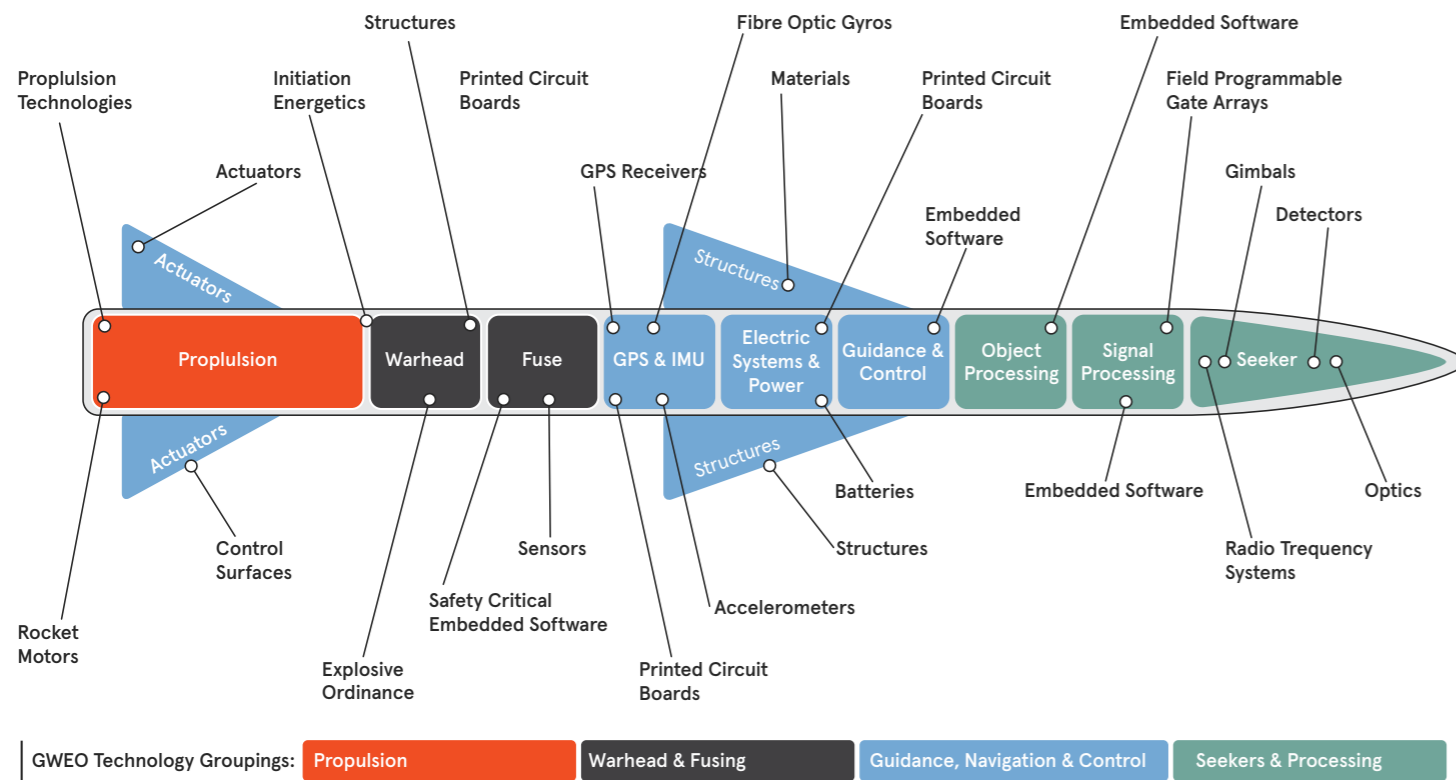 Structures
Fibre Optic Gyros
Embedded Software
Proplulsion
Technologies
Initiation
Energetics
Printed Circuit
Boards
Materials
Printed Circuit
Boards
Field Programmable
Gate Arrays
Actuators
GPS Receivers
Gimbals
Embedded
Software
Detectors
Actuators
Structures
Proplulsion
Warhead
Fuse
GPS & IMU
Electric
Systems &
Power
Guidance &
Control
Object
Processing
Signal
Processing
Seeker
Actuators
Structures
Batteries
Embedded Software
Optics
Control
Surfaces
Sensors
Structures
Radio Trequency
Systems
Safety Critical
Embedded Software
Accelerometers
Rocket
Motors
Explosive
Ordinance
Printed Circuit
Boards
GWEO Technology Groupings:
Propulsion
Warhead & Fusing
Guidance, Navigation & Control
Seekers & Processing